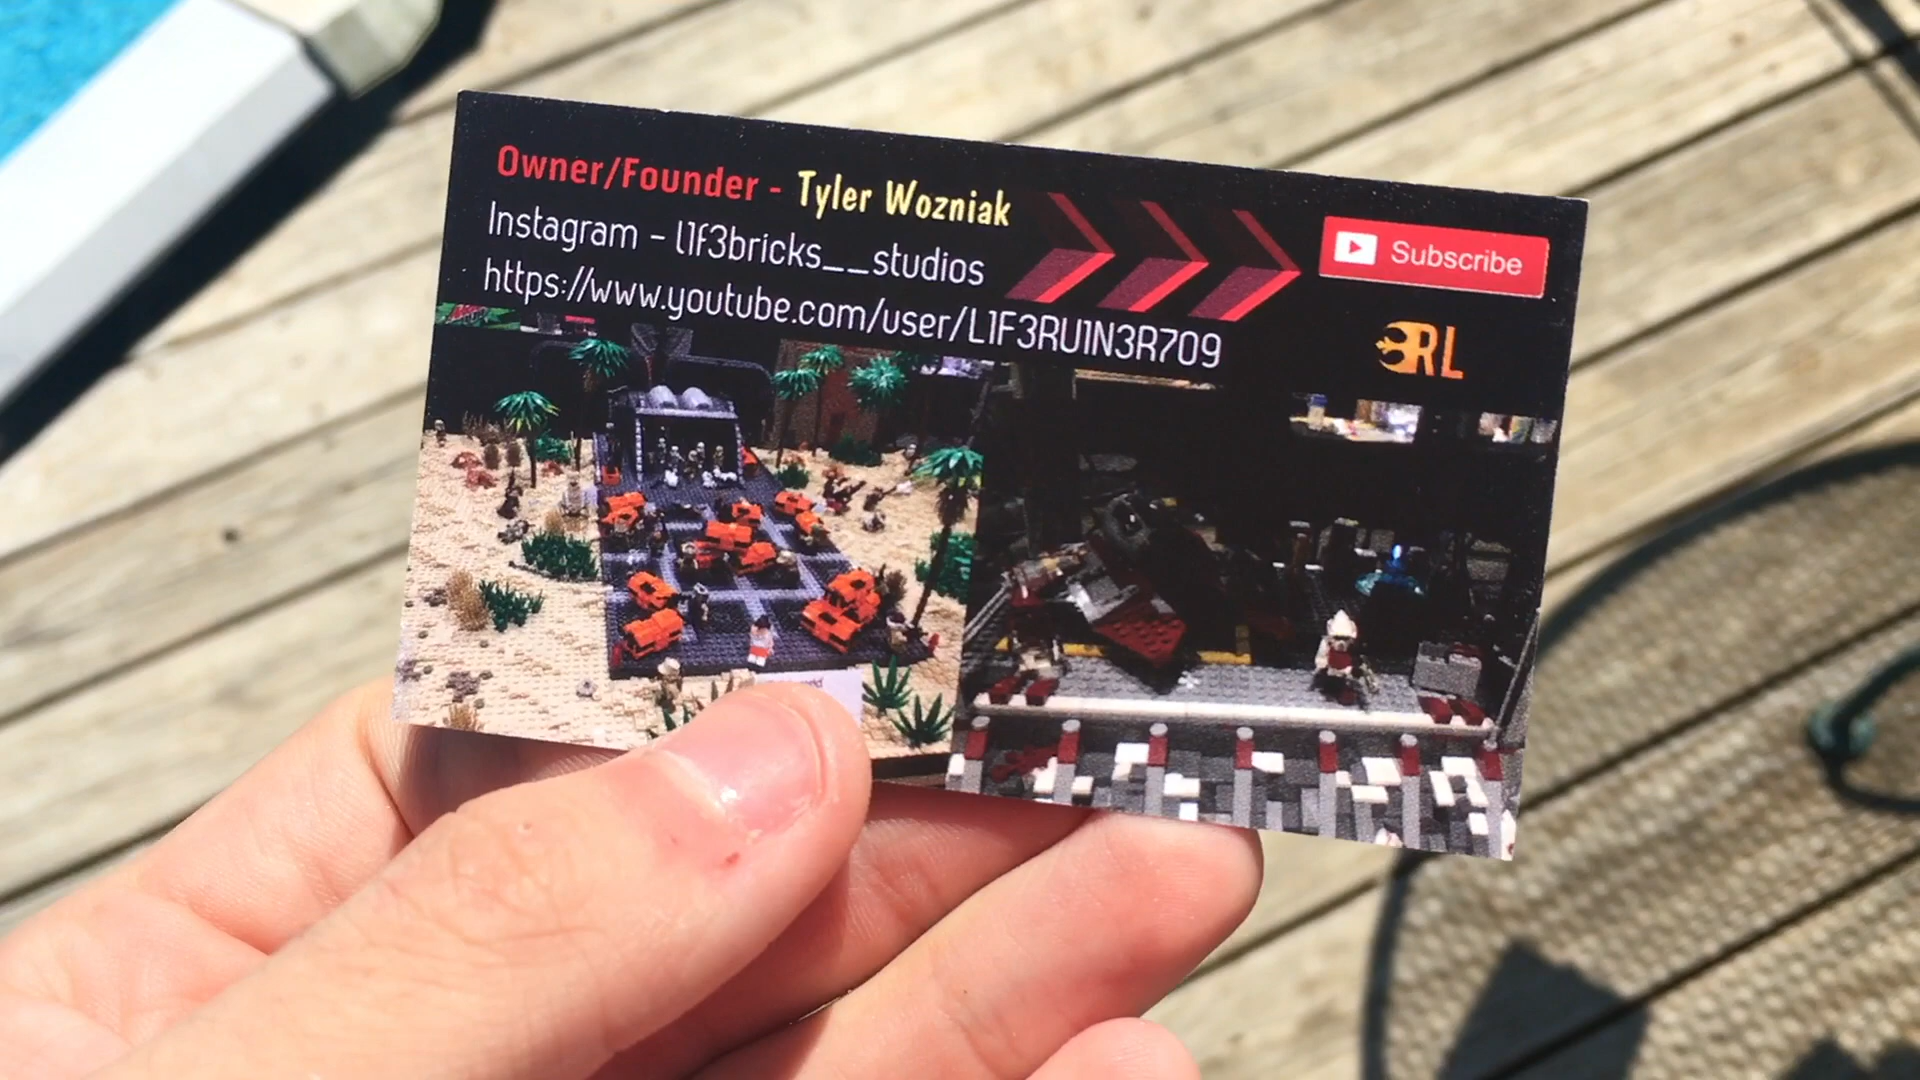 Owner/Founder - Tyler Wozniak
Instagram - l1f3bricks__studios
https://www.youtube.com/user/L1F3RU1N3R709
Subscribe
RL